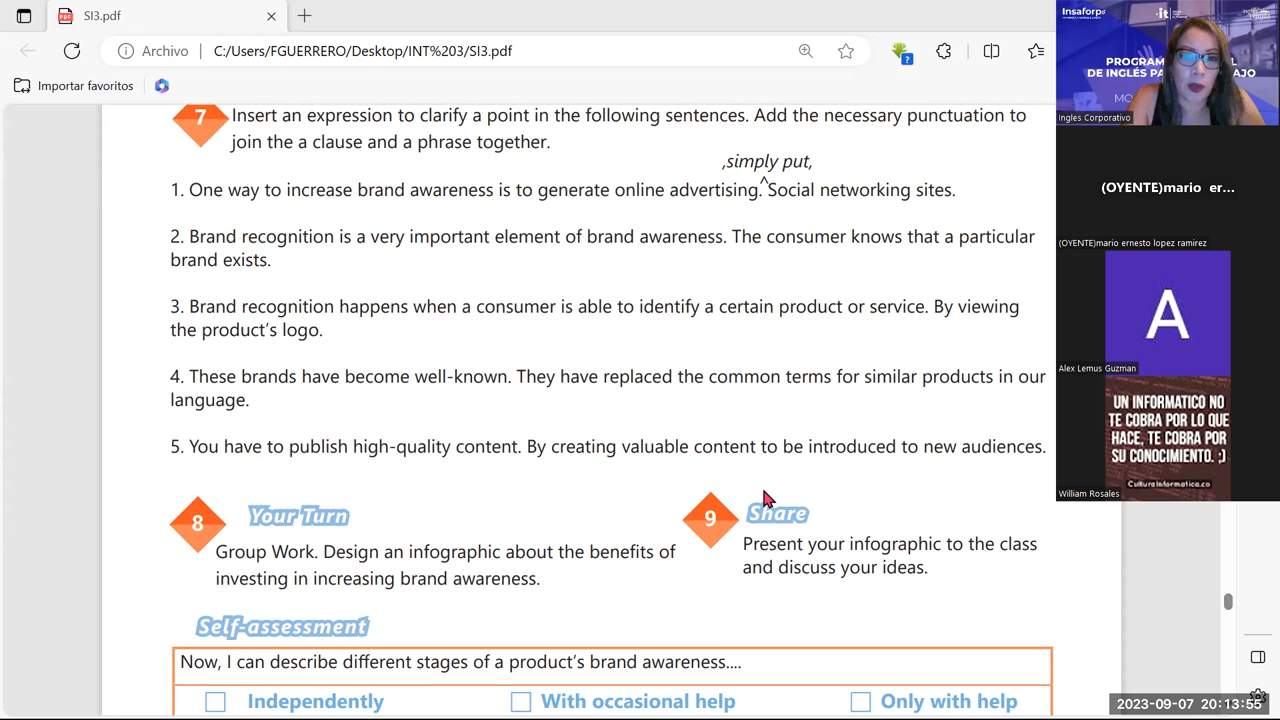 SI3.pdf
Archivo
C:/Users/FGUERRERO/Desktop/INT%203/SI3.pdf
Importar favoritos
7
Insert an expression to clarify a point in the following sentences. Add the necessary punctuation to
join the a clause and a phrase together.
,simply put,
^
1. One way to increase brand awareness is to generate online advertising. Social networking sites.
2. Brand recognition is a very important element of brand awareness. The consumer knows that a particular
brand exists.
3. Brand recognition happens when a consumer is able to identify a certain product or service. By viewing
the product's logo.
4. These brands have become well-known. They have replaced the common terms for similar products in our
language.
5. You have to publish high-quality content. By creating valuable content to be introduced to new audiences.
8
Your Turn
Group Work. Design an infographic about the benefits of
investing in increasing brand awareness.
9
Share
Present your infographic to the class
and discuss your ideas.
Self-assessment
Now, I can describe different stages of a product's brand awareness....
Independently
With occasional help
Only with help
Insaforp
PROGRAM
DE INGLÉS PA
AJO
MO
Ingles Corporativo
(OYENTE)mario er...
(OYENTE)mario ernesto lopez ramirez
A
Alex Lemus Guzman
UN INFORMATICO NO
TE COBRA POR LO QUE
HACE, TE COBRA POR
SU CONOCIMIENTO. ;)
CulturaInformatica.co
William Rosales
2023-09-07 20:13:55